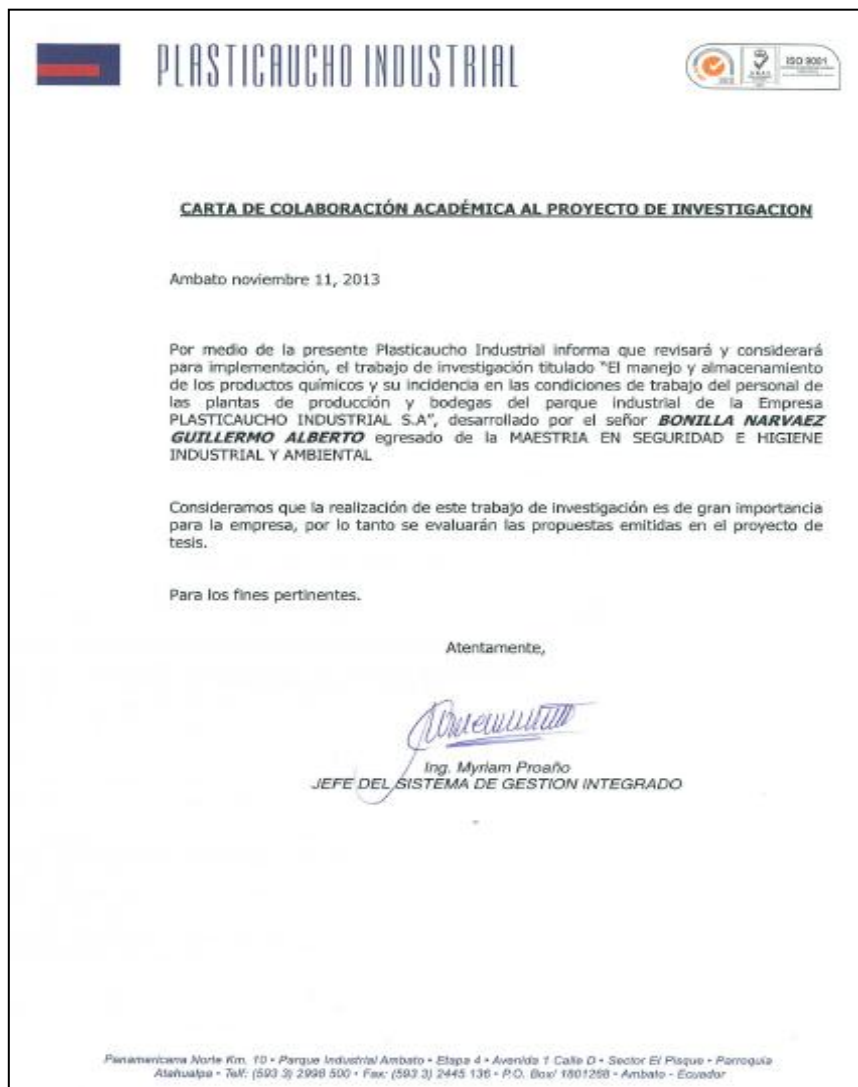 PLASTICAUCHO INDUSTRIAL
ISO 9001
CARTA DE COLABORACIÓN ACADÉMICA AL PROYECTO DE INVESTIGACION
Ambato noviembre 11, 2013
Por medio de la presente Plasticaucho Industrial informa que revisará y considerará
para implementación, el trabajo de investigación titulado "El manejo y almacenamiento
de los productos químicos y su incidencia en las condiciones de trabajo del personal de
las plantas de producción y bodegas del parque industrial de la Empresa
PLASTICAUCHO INDUSTRIAL S.A", desarrollado por el señor BONILLA NARVAEZ
GUILLERMO ALBERTO egresado de la MAESTRIA EN SEGURIDAD E HIGIENE
INDUSTRIAL Y AMBIENTAL
Consideramos que la realización de este trabajo de investigación es de gran importancia
para la empresa, por lo tanto se evaluarán las propuestas emitidas en el proyecto de
tesis.
Para los fines pertinentes.
Atentamente,
Ing. Myriam Proaño
JEFE DEL SISTEMA DE GESTION INTEGRADO
Panamericana Norte Km. 10 • Parque Industrial Ambato • Etapa 4 • Avenida 1 Calle D • Sector El Pisque • Parroquia
Atahualpa • Telf: (593 3) 2998 500 • Fax: (593 3) 2445 136 • P.O. Box/ 1801268 • Ambato - Ecuador